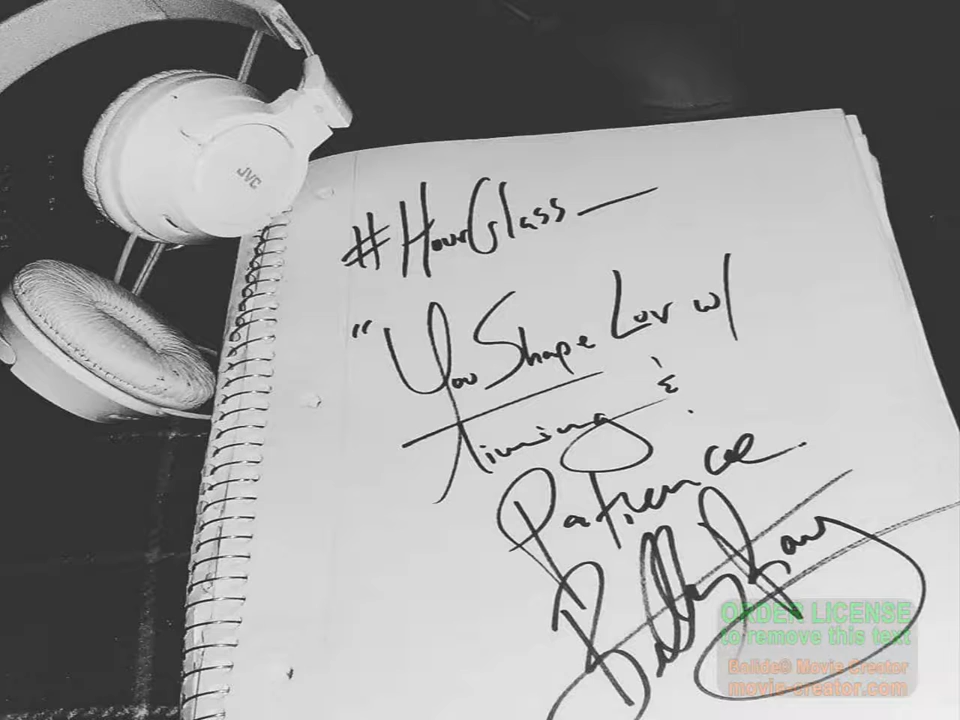 JVC
#HourGlass
"You Shape Luv w/
Timing &
Patience
Billy
ORDER LICENSE
to remove this text
Bolide© Movie Creator
movie-creator.com